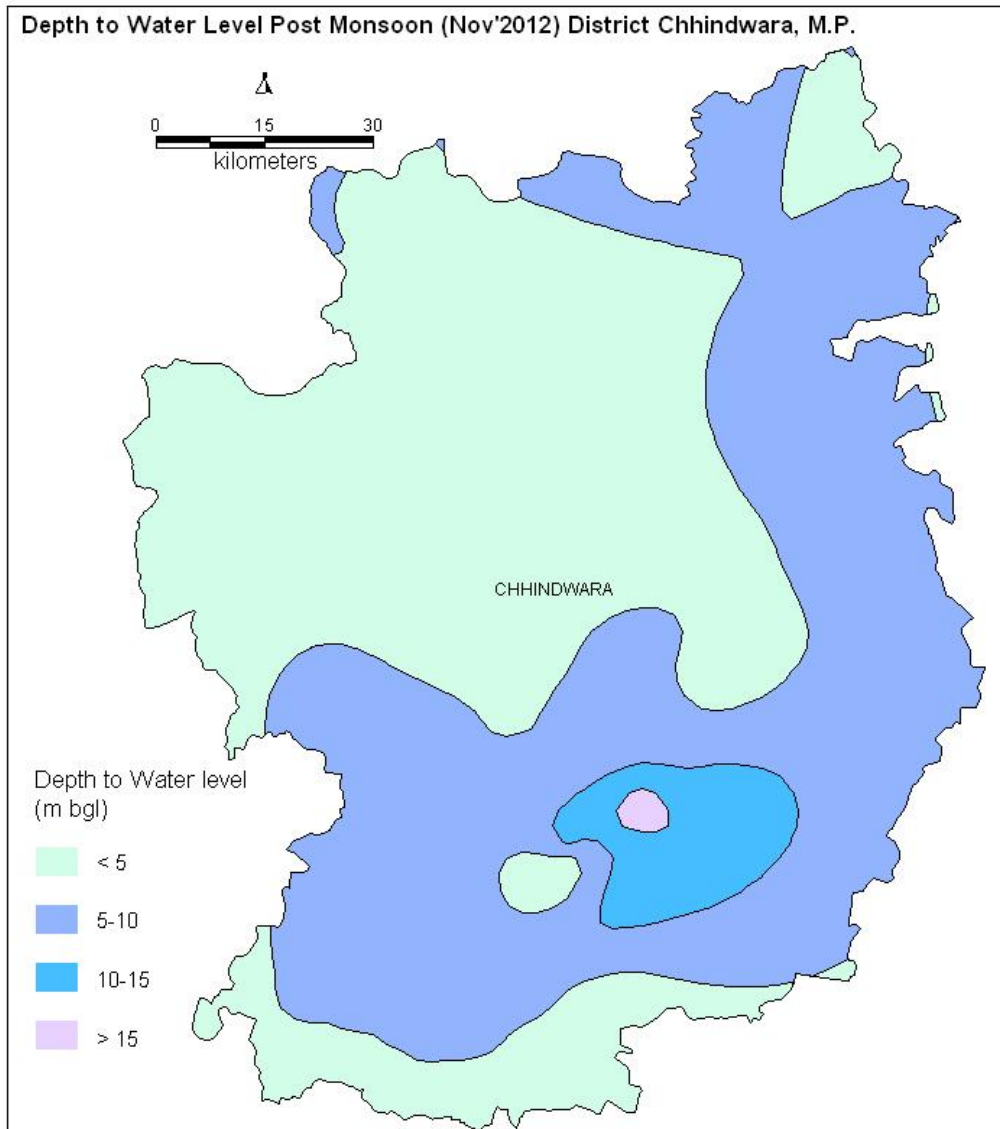 Depth to Water Level Post Monsoon (Nov'2012) District Chhindwara, M.P.
0 15 30
kilometers
CHHINDWARA
Depth to Water level
(m bgl)
< 5
5-10
10-15
> 15